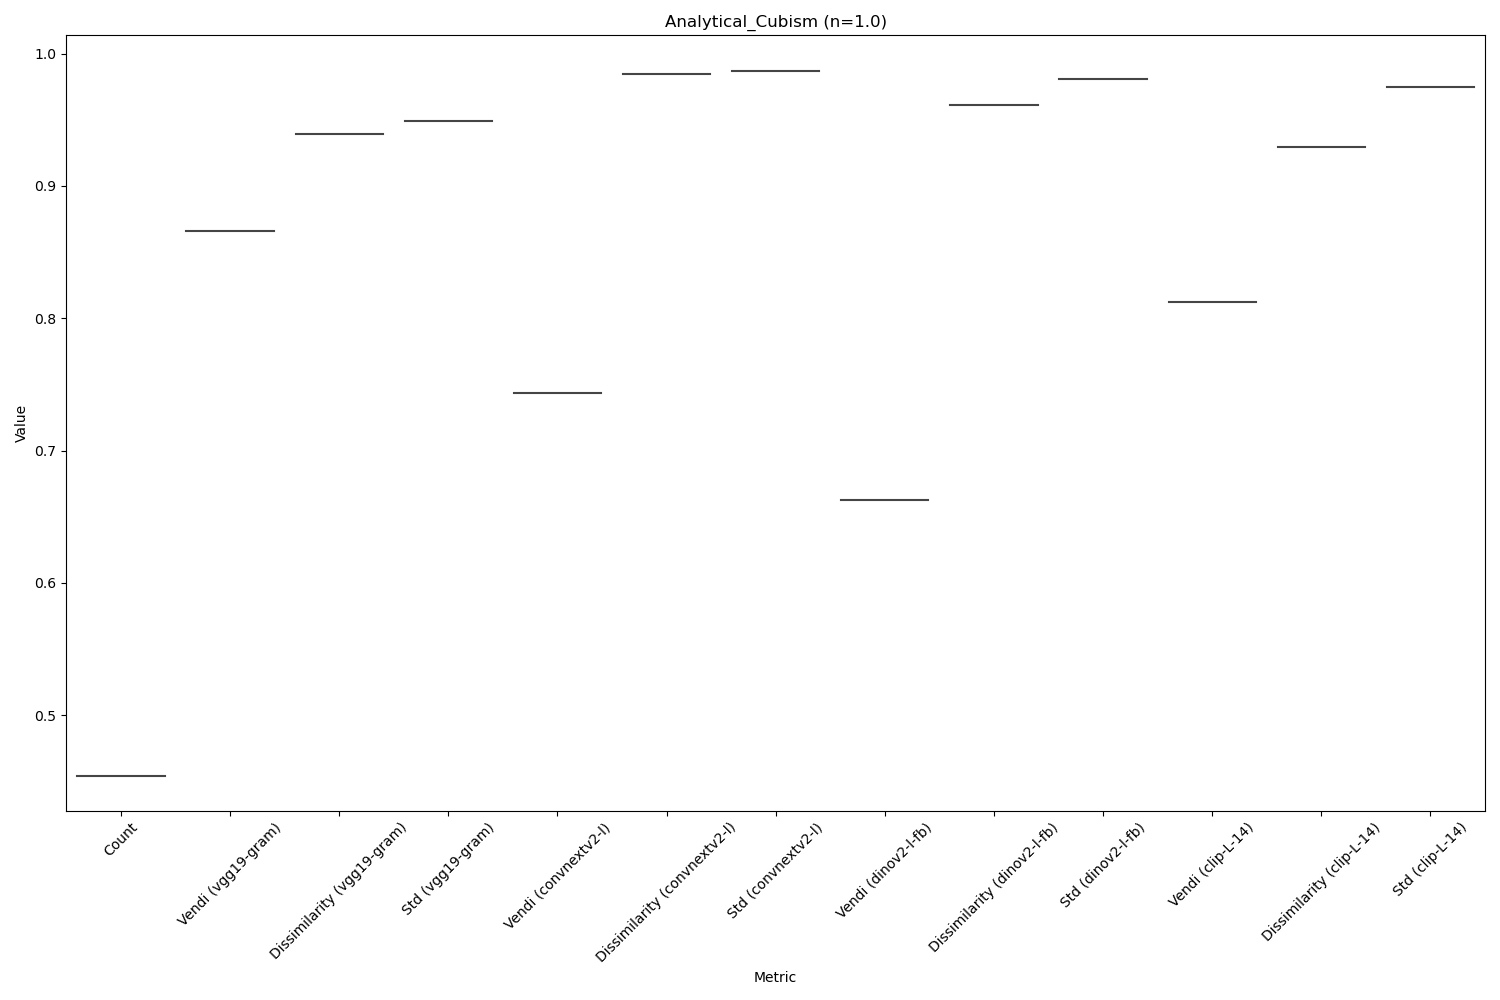 Analytical_Cubism (n=1.0)
Value
1.0
0.9
0.8
0.7
0.6
0.5
Count
Vendi (vgg19-gram)
Dissimilarity (vgg19-gram)
Std (vgg19-gram)
Vendi (convnextv2-l)
Dissimilarity (convnextv2-l)
Std (convnextv2-l)
Vendi (dinov2-l-fb)
Dissimilarity (dinov2-l-fb)
Std (dinov2-l-fb)
Vendi (clip-L-14)
Dissimilarity (clip-L-14)
Std (clip-L-14)
Metric